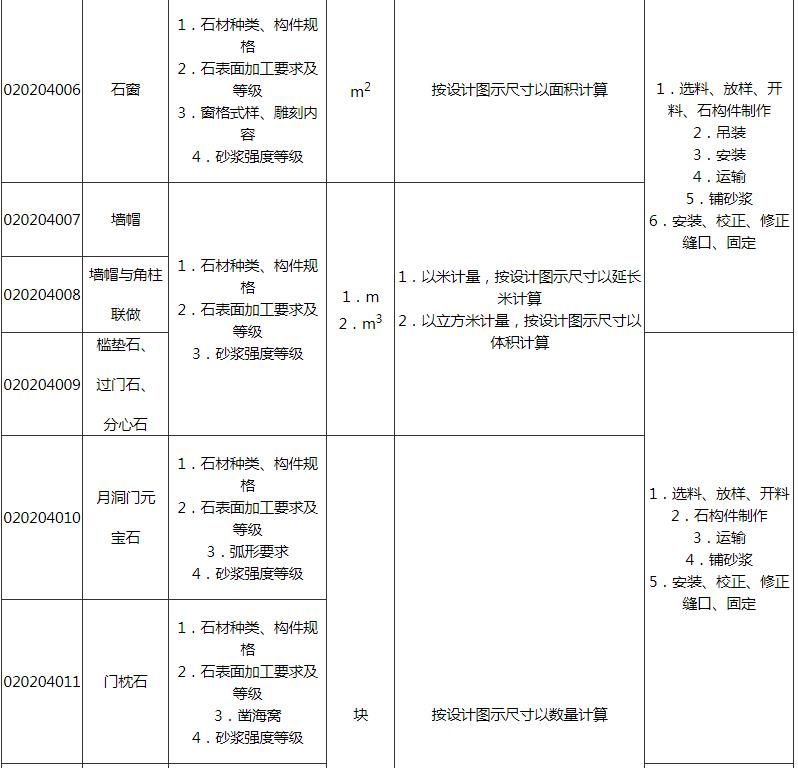 020204006
石窗
1．石材种类、构件规
格
2．石表面加工要求及
等级
3．窗格式样、雕刻内
容
4．砂浆强度等级
m²
按设计图示尺寸以面积计算
1．选料、放样、开
料、石构件制作
2．吊装
3．安装
4．运输
5．铺砂浆
6．安装、校正、修正
缝口、固定
020204007
墙帽
1．石材种类、构件规
格
2．石表面加工要求及
等级
3．砂浆强度等级
1．m
2．m³
1．以米计量，按设计图示尺寸以延长
米计算
2．以立方米计量，按设计图示尺寸以
体积计算
020204008
墙帽与角柱
联做
020204009
槛垫石、
过门石、
分心石
1．选料、放样、开料
2．石构件制作
3．运输
4．铺砂浆
5．安装、校正、修正
缝口、固定
020204010
月洞门元
宝石
1．石材种类、构件规
格
2．石表面加工要求及
等级
3．弧形要求
4．砂浆强度等级
块
按设计图示尺寸以数量计算
020204011
门枕石
1．石材种类、构件规
格
2．石表面加工要求及
等级
3．凿海窝
4．砂浆强度等级